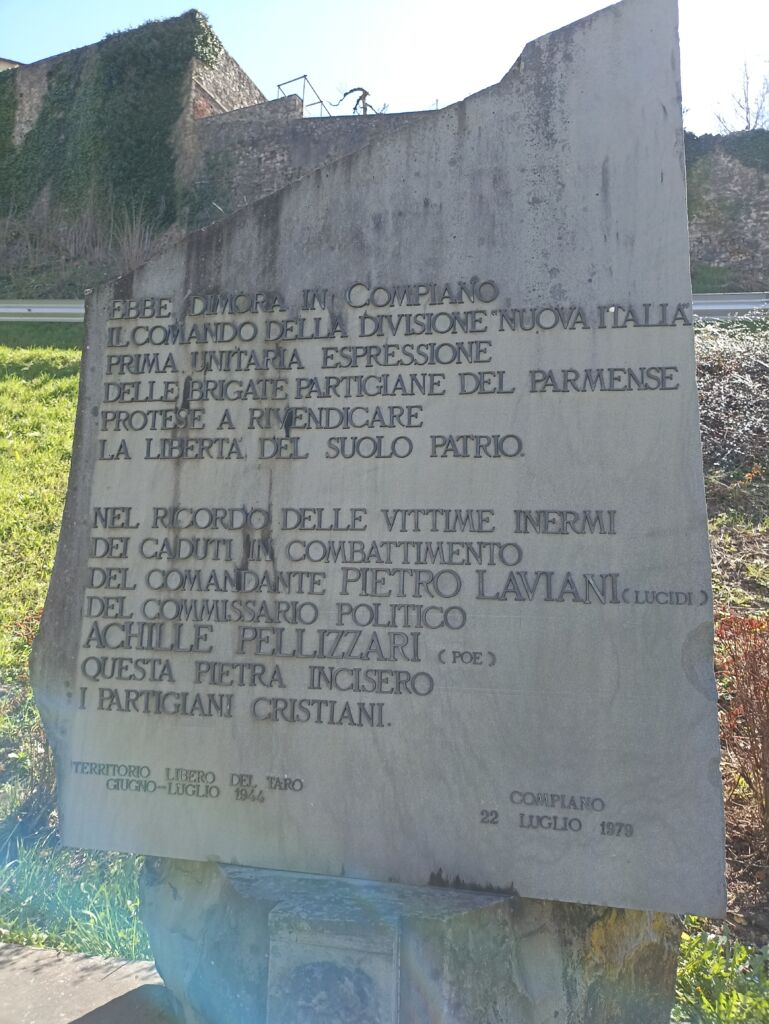 EBBE DIMORA IN COMPIANO
IL COMANDO DELLA DIVISIONE "NUOVA ITALIA"
PRIMA UNITARIA ESPRESSIONE
DELLE BRIGATE PARTIGIANE DEL PARMENSE
PROTESE A RIVENDICARE
LA LIBERTA' DEL SUOLO PATRIO.
NEL RICORDO DELLE VITTIME INERMI
DEI CADUTI IN COMBATTIMENTO
DEL COMANDANTE PIETRO LAVIANI (LUCIDI)
DEL COMMISSARIO POLITICO
ACHILLE PELLIZZARI (POE)
QUESTA PIETRA INCISERO
I PARTIGIANI CRISTIANI.
TERRITORIO LIBERO DEL TARO
GIUGNO-LUGLIO 1944
COMPIANO
22 LUGLIO 1979